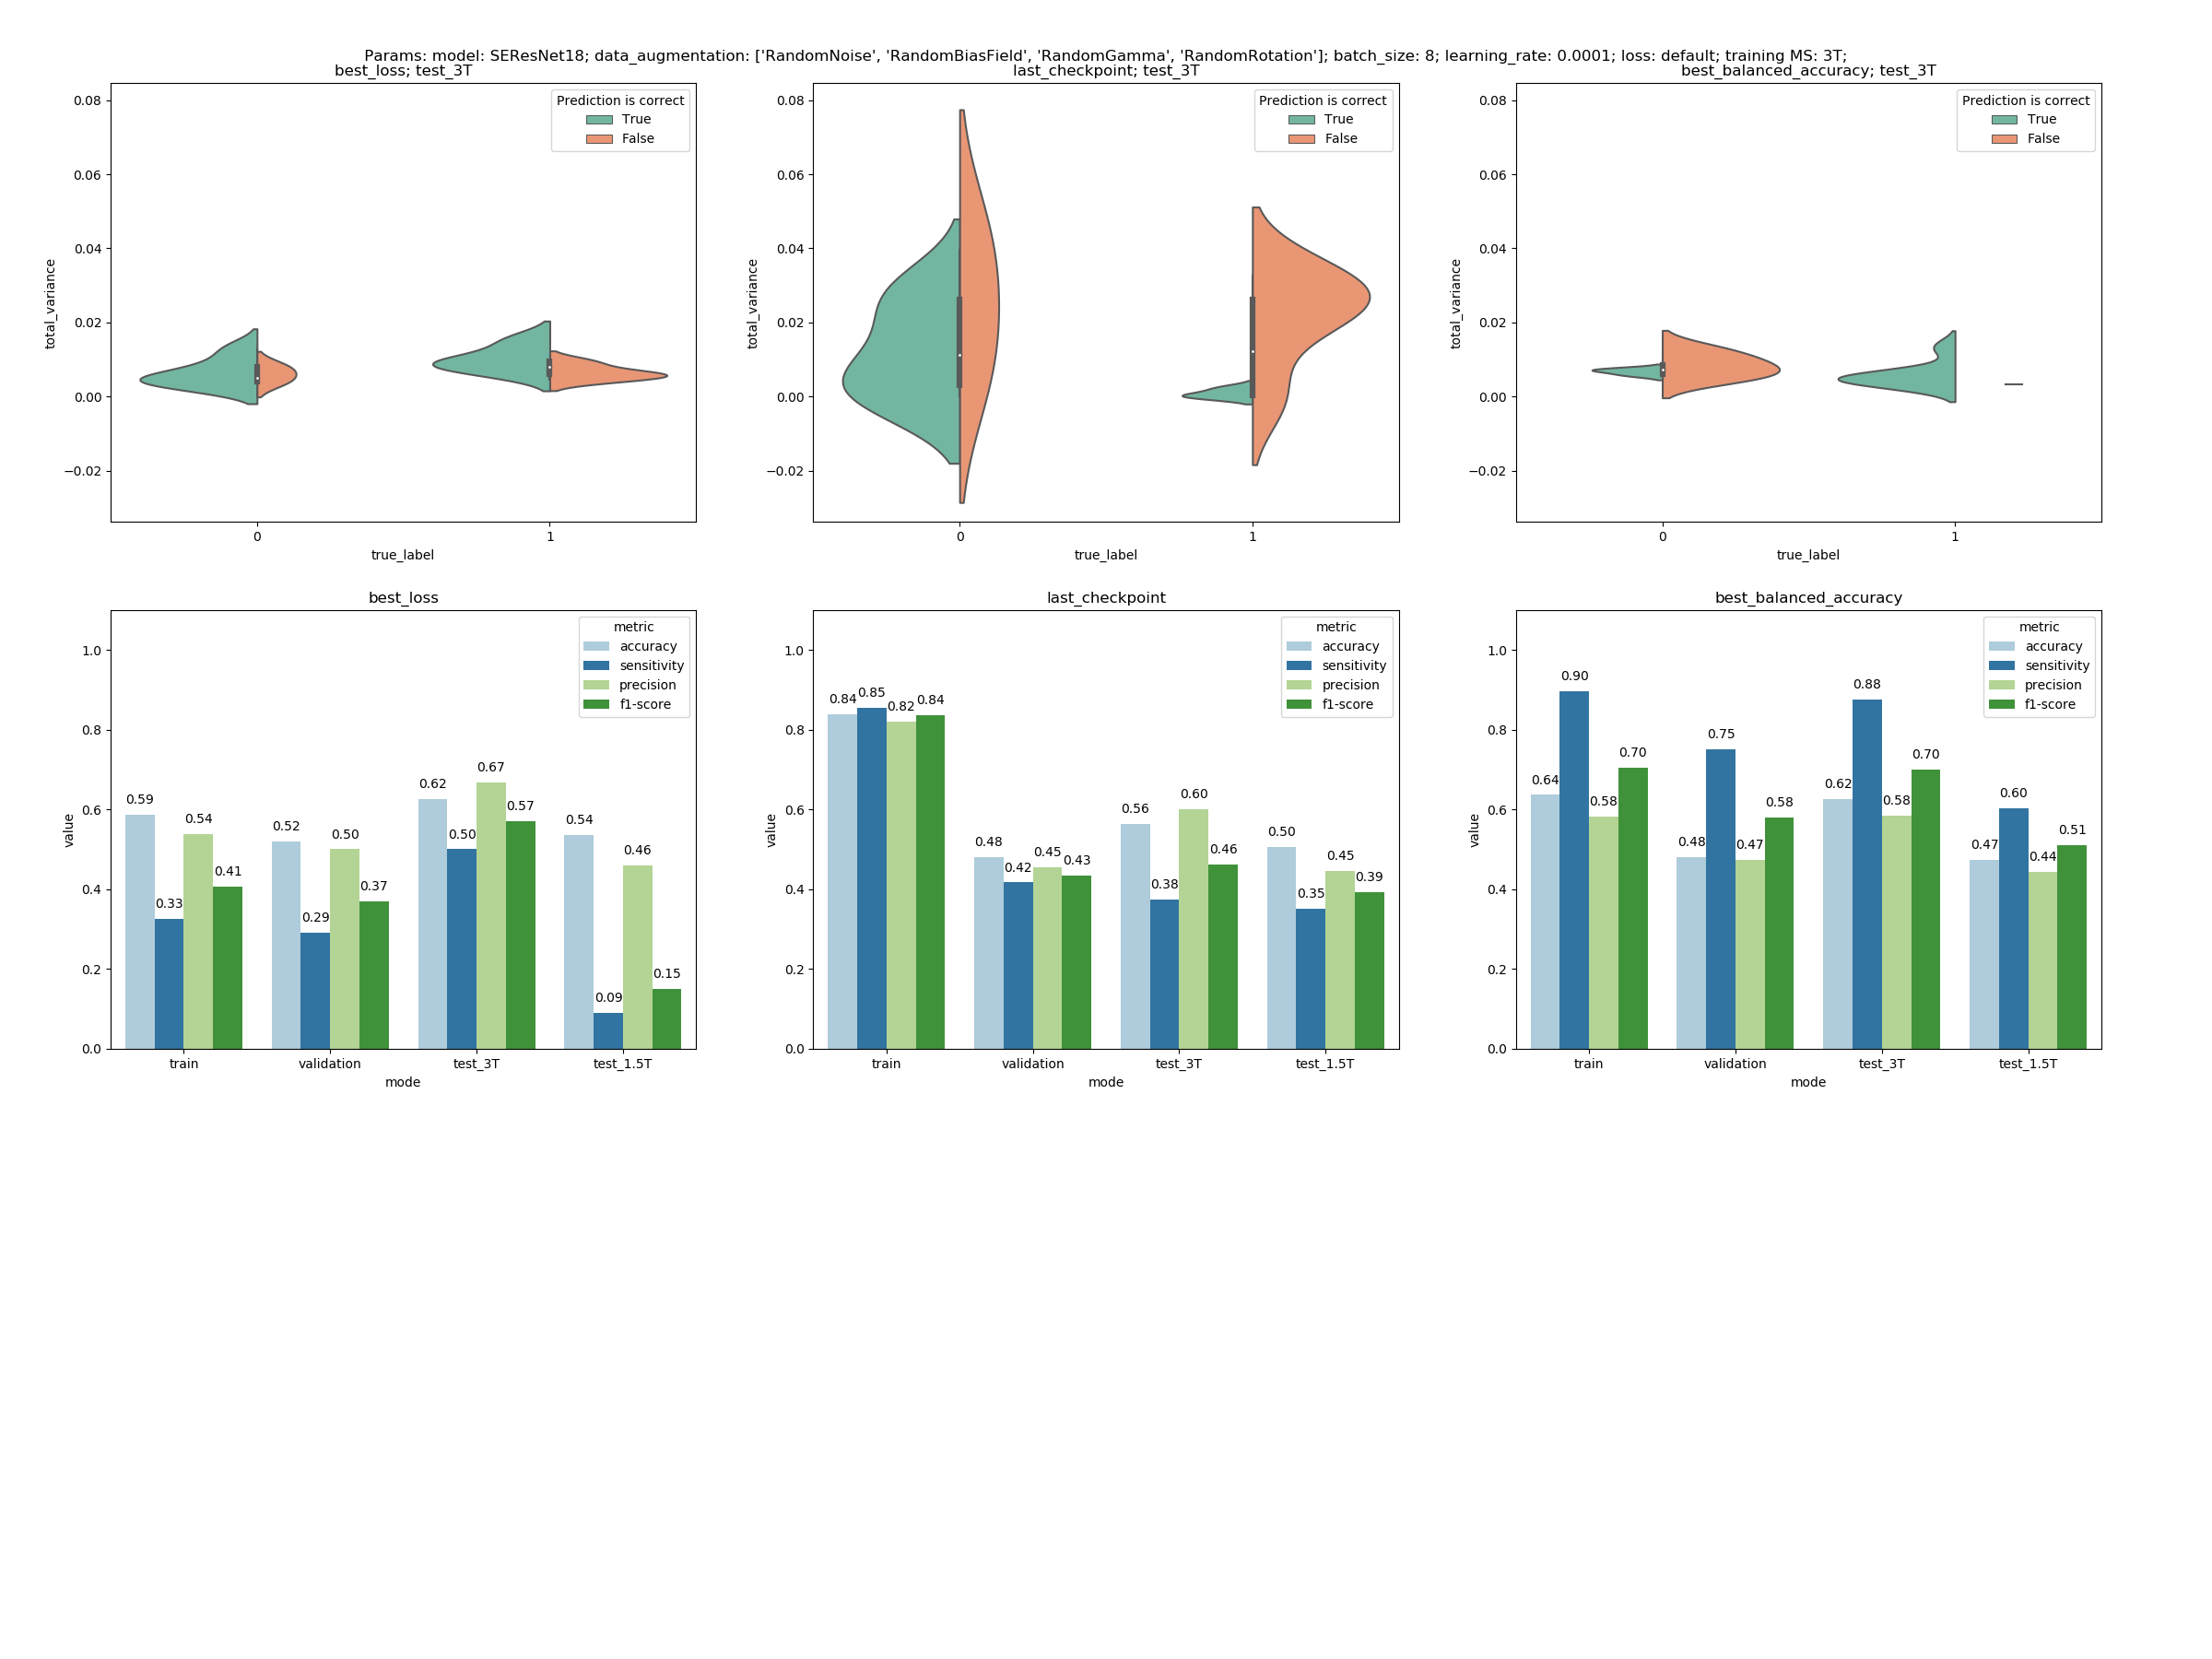 Params: model: SEResNet18; data_augmentation: ['RandomNoise', 'RandomBiasField', 'RandomGamma', 'RandomRotation']; batch_size: 8; learning_rate: 0.0001; loss: default; training MS: 3T;
best_loss; test_3T
total_variance
0.08
0.06
0.04
0.02
0.00
−0.02
Prediction is correct
True
False
0 1
true_label
last_checkpoint; test_3T
total_variance
0.08
0.06
0.04
0.02
0.00
−0.02
Prediction is correct
True
False
0 1
true_label
best_balanced_accuracy; test_3T
total_variance
0.08
0.06
0.04
0.02
0.00
−0.02
Prediction is correct
True
False
0 1
true_label
best_loss
value
1.0
0.8
0.6
0.4
0.2
0.0
metric
accuracy
sensitivity
precision
f1-score
0.59 0.33 0.54 0.41
0.52 0.29 0.50 0.37
0.62 0.50 0.67 0.57
0.54 0.09 0.46 0.15
train validation test_3T test_1.5T
mode
last_checkpoint
value
1.0
0.8
0.6
0.4
0.2
0.0
metric
accuracy
sensitivity
precision
f1-score
0.84 0.85 0.82 0.84
0.48 0.42 0.45 0.43
0.56 0.38 0.60 0.46
0.50 0.35 0.45 0.39
train validation test_3T test_1.5T
mode
best_balanced_accuracy
value
1.0
0.8
0.6
0.4
0.2
0.0
metric
accuracy
sensitivity
precision
f1-score
0.64 0.90 0.58 0.70
0.48 0.75 0.47 0.58
0.62 0.88 0.58 0.70
0.47 0.60 0.44 0.51
train validation test_3T test_1.5T
mode